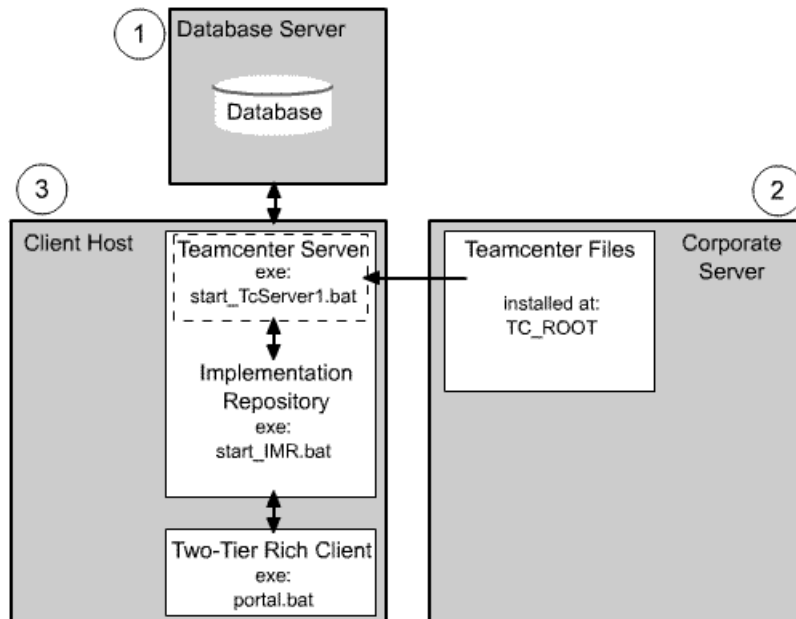 1
Database Server
Database
3
2
Client Host
Teamcenter Server
exe:
start_TcServer1.bat
Implementation
Repository
exe:
start_IMR.bat
Two-Tier Rich Client
exe:
portal.bat
Teamcenter Files
installed at:
TC_ROOT
Corporate
Server